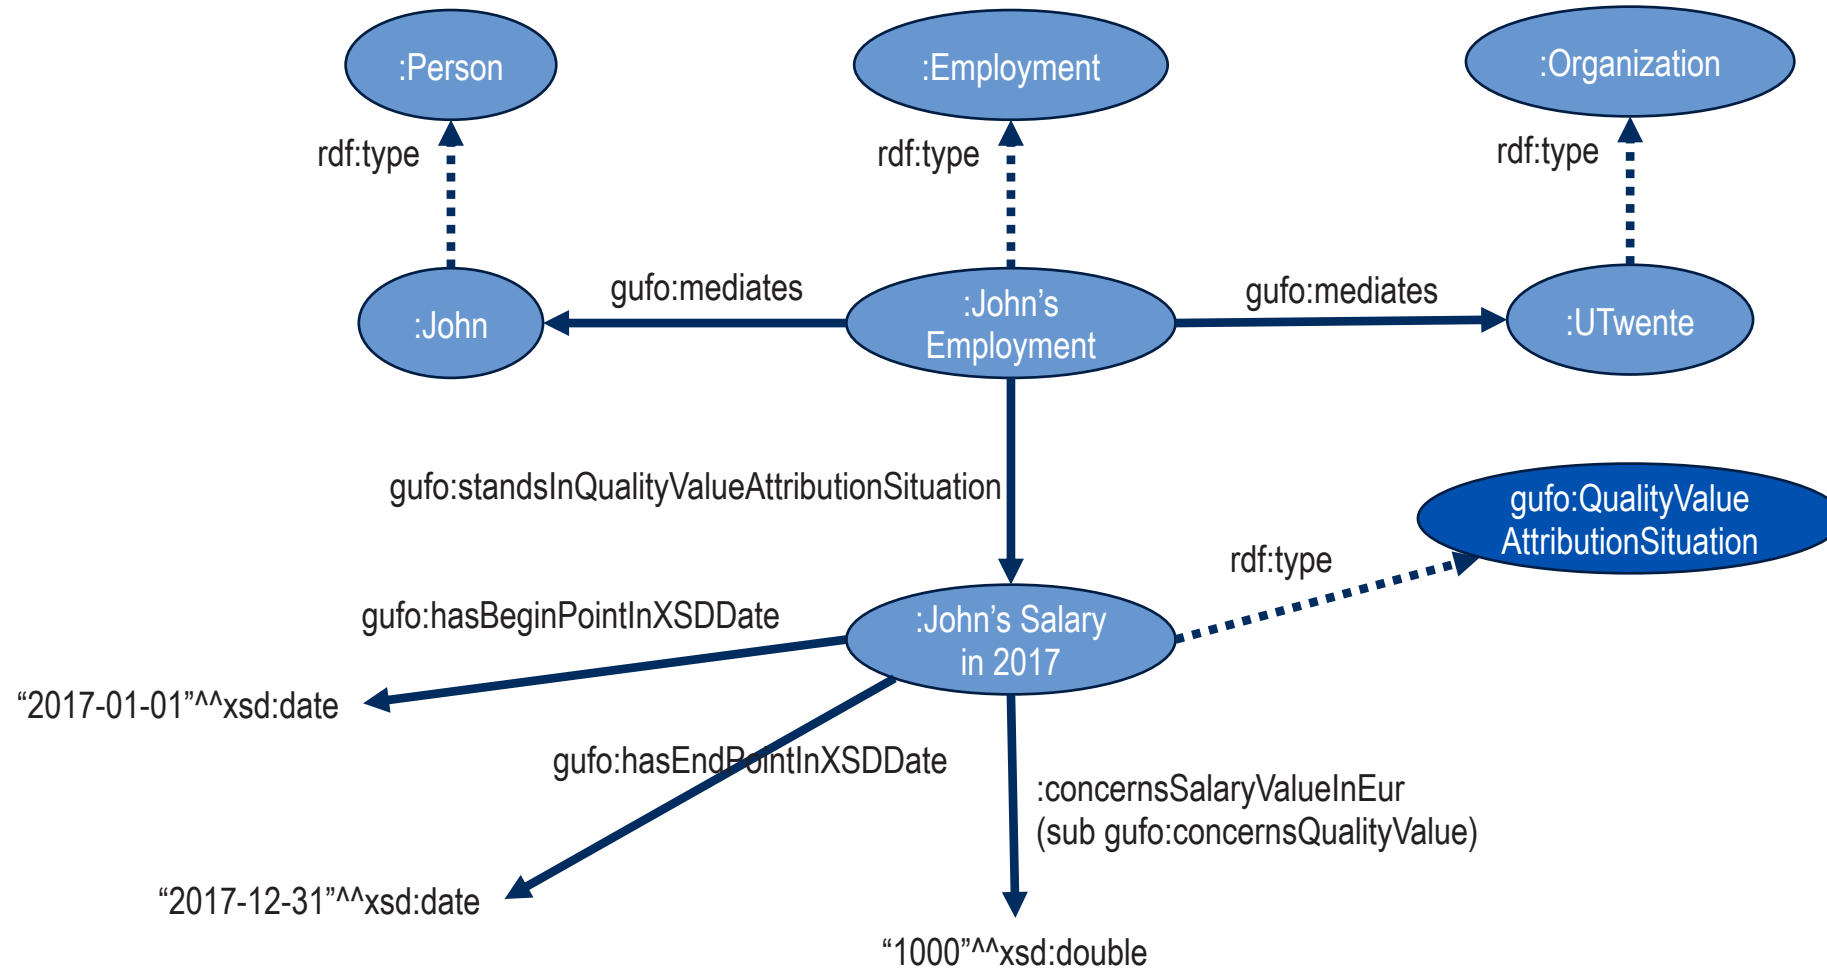 :Person
:Employment
:Organization
rdf:type
rdf:type
rdf:type
gufo:mediates
gufo:mediates
:John
:John’s
Employment
:UTwente
gufo:standsInQualityValueAttributionSituation
gufo:QualityValue
AttributionSituation
rdf:type
gufo:hasBeginPointInXSDDate
:John’s Salary
in 2017
“2017-01-01”^^xsd:date
gufo:hasEndPointInXSDDate
:concernsSalaryValueInEur
(sub gufo:concernsQualityValue)
“2017-12-31”^^xsd:date
“1000”^^xsd:double